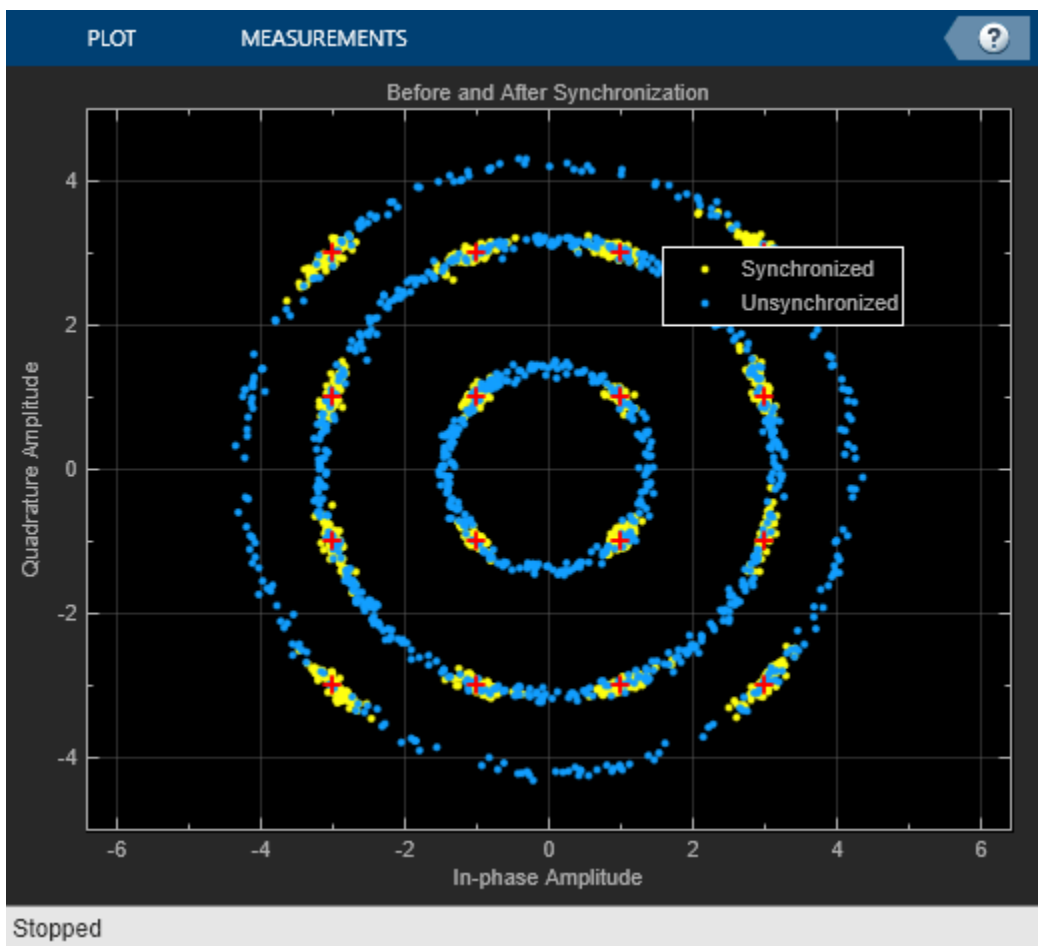 PLOT MEASUREMENTS ?
Before and After Synchronization
4
2
0
-2
-4
Quadrature Amplitude
Synchronized
Unsynchronized
-6 -4 -2 0 2 4 6
In-phase Amplitude
Stopped